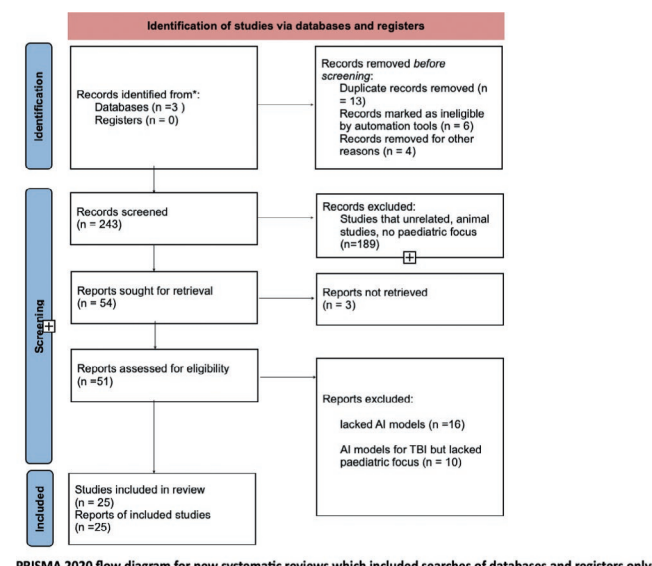 Identification of studies via databases and registers
Identification
Records identified from*:
Databases (n =3 )
Registers (n = 0)
Records removed before
screening:
Duplicate records removed (n
= 13)
Records marked as ineligible
by automation tools (n = 6)
Records removed for other
reasons (n = 4)
Screening
Records screened
(n = 243)
Records excluded:
Studies that unrelated, animal
studies, no paediatric focus
(n=189)
Reports sought for retrieval
(n = 54)
Reports not retrieved
(n = 3)
Reports assessed for eligibility
(n =51)
Reports excluded:
lacked AI models (n =16)
AI models for TBI but lacked
paediatric focus (n = 10)
Included
Studies included in review
(n = 25)
Reports of included studies
(n =25)
PRISMA 2020 flow diagram for new systematic reviews which included searches of databases and registers only